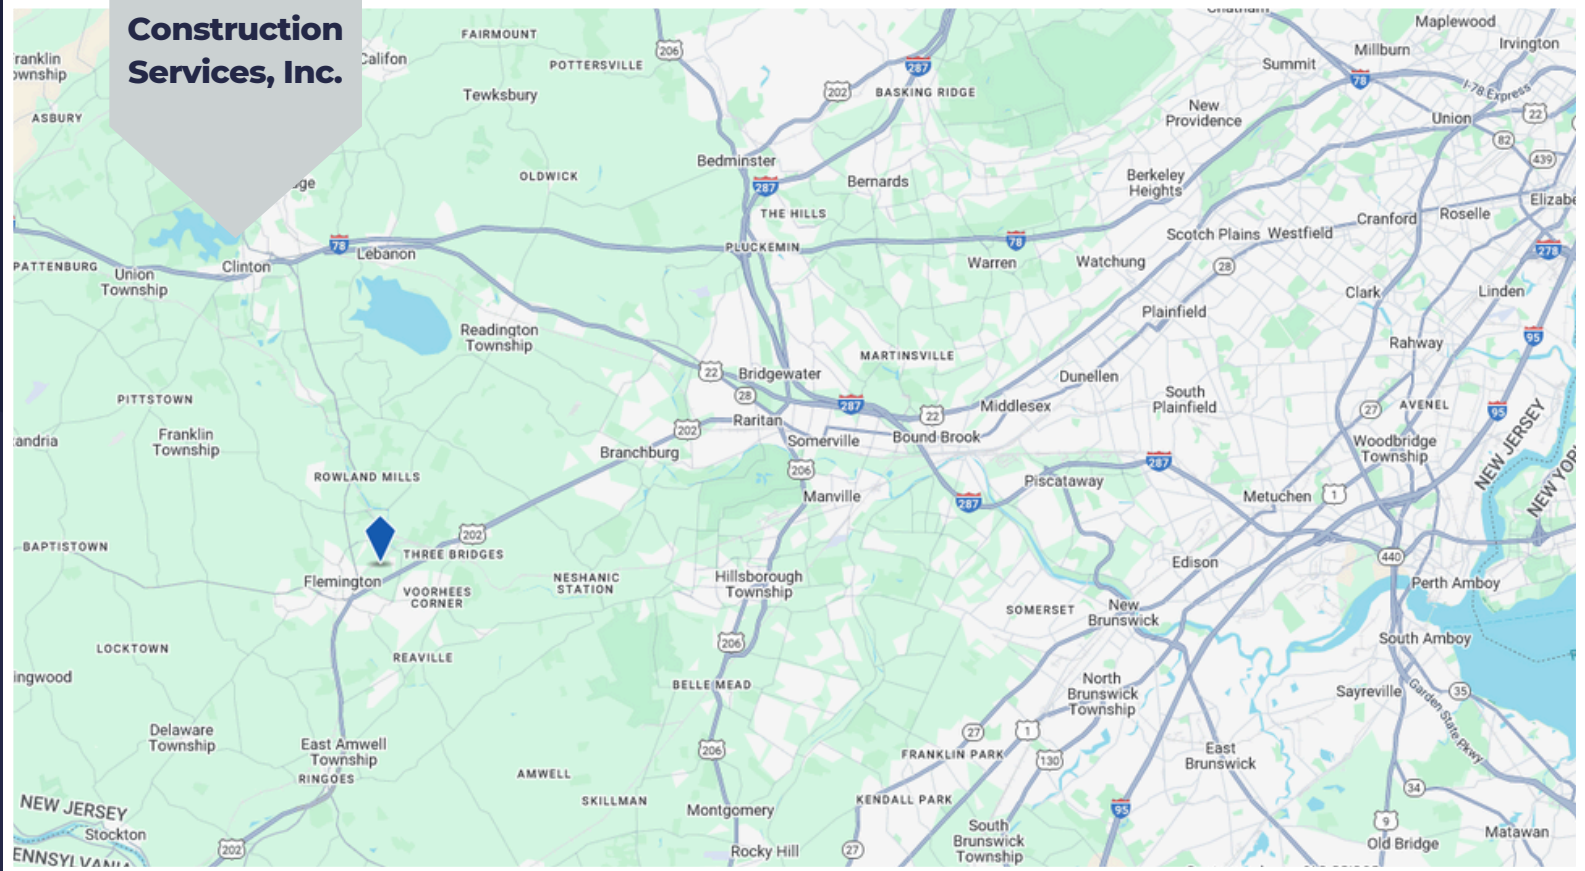 Construction
Services, Inc.
FAIRMOUNT
206
POTTERSVILLE
Califon
Tewksbury
ASBURY
202
287
BASKING RIDGE
Chatham
Maplewood
Millburn
Irvington
Summit
78
I-78 Express
New
Providence
Union
22
82
439
Bedminster
287
Bernards
OLDWICK
THE HILLS
Berkeley
Heights
Cranford
Roselle
Scotch Plains
Westfield
278
PLUCKEMIN
78
Warren
Watchung
28
78
Lebanon
Clinton
PATTENBURG
Union
Township
Clark
Linden
Plainfield
95
Rahway
Readington
Township
MARTINSVILLE
22
Bridgewater
28
287
Dunellen
South
Plainfield
22
Middlesex
27
AVENEL
95
NEW JERSEY
PITTSTOWN
Franklin
Township
202
Raritan
Somerville
Bound Brook
Branchburg
Woodbridge
Township
206
287
Manville
287
Piscataway
Metuchen
1
ROWLAND MILLS
202
THREE BRIDGES
BAPTISTOWN
Flemington
VOORHEES
CORNER
NESHANIC
STATION
Hillsborough
Township
Edison
440
Perth Amboy
SOMERSET
New
Brunswick
South Amboy
206
LOCKTOWN
REAVILLE
BELLE MEAD
North
Brunswick
Township
Sayreville
35
Garden State Pkwy
Delaware
Township
East Amwell
Township
RINGOES
206
27
1
130
FRANKLIN PARK
East
Brunswick
AMWELL
SKILLMAN
Montgomery
KENDALL PARK
95
34
9
Matawan
Old Bridge
NEW JERSEY
Stockton
202
Rocky Hill
27
South
Brunswick
Township